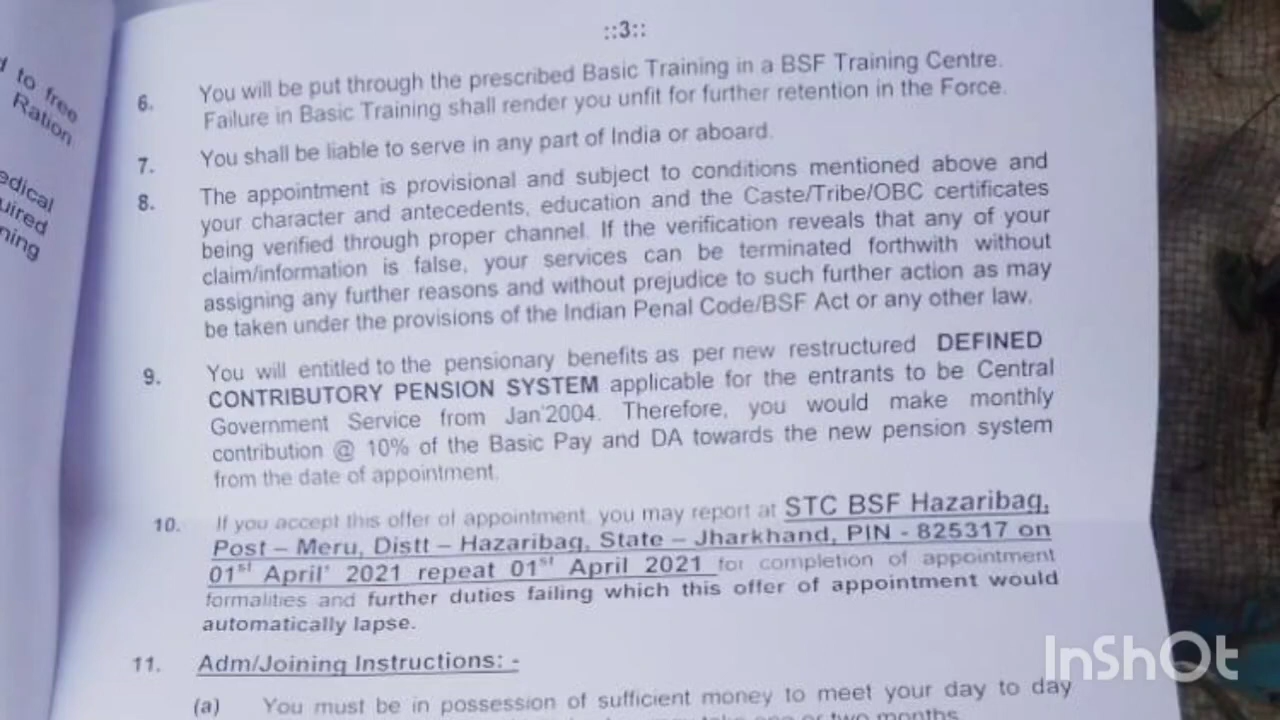 ::3::
d to free
Ration
edical
uired
ning
6. You will be put through the prescribed Basic Training in a BSF Training Centre.
Failure in Basic Training shall render you unfit for further retention in the Force.
7. You shall be liable to serve in any part of India or aboard.
8. The appointment is provisional and subject to conditions mentioned above and
your character and antecedents, education and the Caste/Tribe/OBC certificates
being verified through proper channel. If the verification reveals that any of your
claim/information is false, your services can be terminated forthwith without
assigning any further reasons and without prejudice to such further action as may
be taken under the provisions of the Indian Penal Code/BSF Act or any other law.
9. You will entitled to the pensionary benefits as per new restructured DEFINED
CONTRIBUTORY PENSION SYSTEM applicable for the entrants to be Central
Government Service from Jan'2004. Therefore, you would make monthly
contribution @ 10% of the Basic Pay and DA towards the new pension system
from the date of appointment.
10. If you accept this offer of appointment, you may report at STC BSF Hazaribag,
Post – Meru, Distt – Hazaribag, State – Jharkhand, PIN - 825317 on
01st April' 2021 repeat 01st April 2021 for completion of appointment
formalities and further duties failing which this offer of appointment would
automatically lapse.
11. Adm/Joining Instructions: -
(a) You must be in possession of sufficient money to meet your day to day
one or two months
InShOt